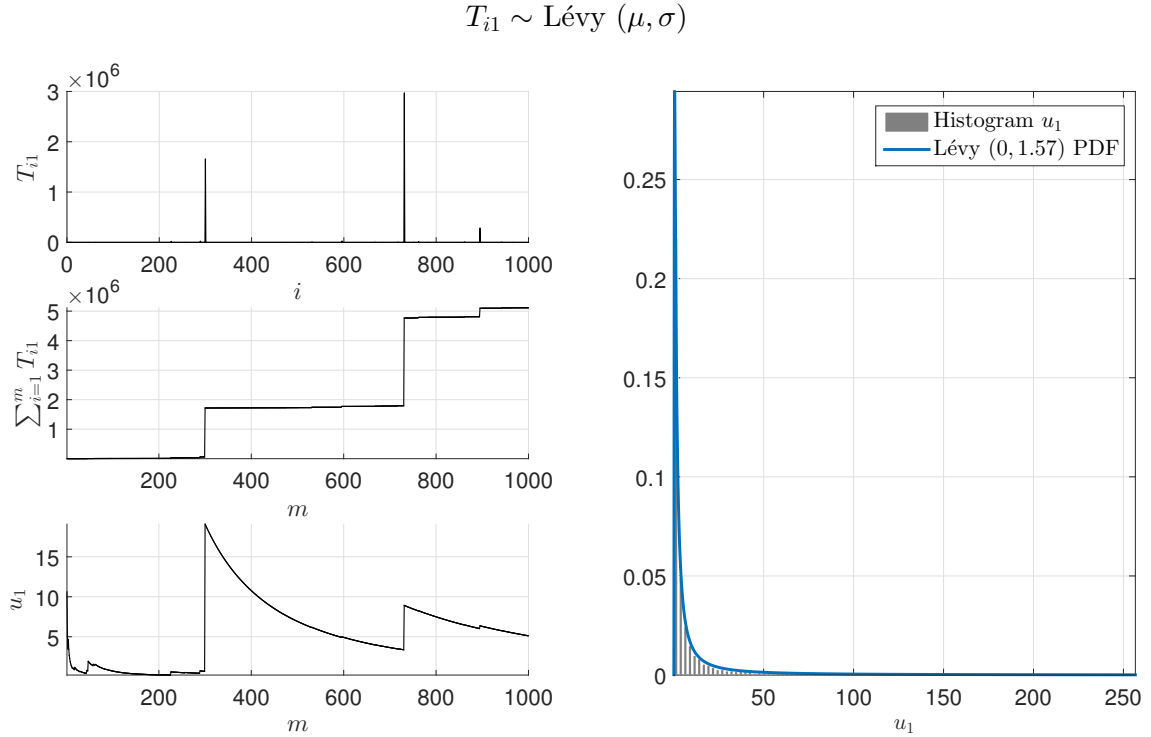 T_{i1} ∼ Lévy (μ, σ)
×10^6
3
2
1
0
T_{i1}
0 200 400 600 800 1000
i
×10^6
5
4
3
2
1
∑_{i=1}^{m} T_{i1}
200 400 600 800 1000
m
15
10
5
u_1
200 400 600 800 1000
m
Histogram u_1
Lévy (0, 1.57) PDF
0.25
0.2
0.15
0.1
0.05
0
50 100 150 200 250
u_1